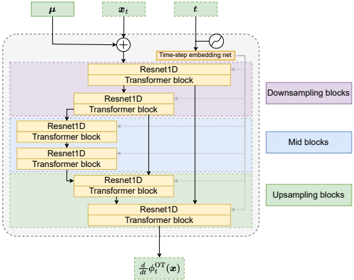 μ x_t t
Time-step embedding net
Resnet1D
Transformer block
Downsampling blocks
Resnet1D
Transformer block
Resnet1D
Transformer block
Mid blocks
Resnet1D
Transformer block
Resnet1D
Transformer block
Upsampling blocks
Resnet1D
Transformer block
d/dt ϕ_t^OT(x)